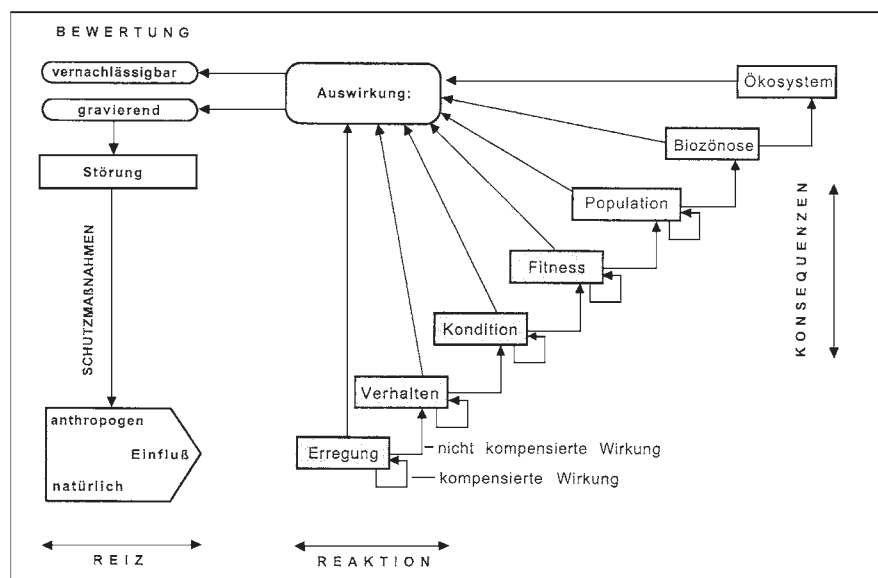 BEWERTUNG
vernachlässigbar
gravierend
Störung
SCHUTZMAßNAHMEN
anthropogen
Einfluß
natürlich
REIZ
Auswirkung:
Ökosystem
Biozönose
Population
Fitness
Kondition
Verhalten
Erregung
nicht kompensierte Wirkung
kompensierte Wirkung
REAKTION
KONSEQUENZEN